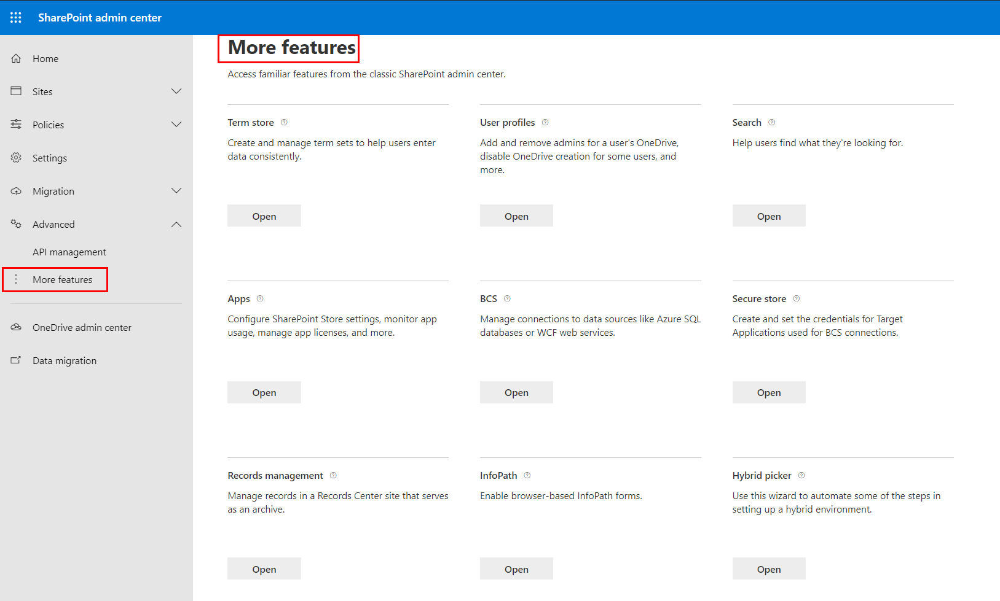 SharePoint admin center
Home
Sites
Policies
Settings
Migration
Advanced
API management
More features
OneDrive admin center
Data migration
More features
Access familiar features from the classic SharePoint admin center.
Term store
Create and manage term sets to help users enter
data consistently.
Open
User profiles
Add and remove admins for a user's OneDrive,
disable OneDrive creation for some users, and
more.
Open
Search
Help users find what they're looking for.
Open
Apps
Configure SharePoint Store settings, monitor app
usage, manage app licenses, and more.
Open
BCS
Manage connections to data sources like Azure SQL
databases or WCF web services.
Open
Secure store
Create and set the credentials for Target
Applications used for BCS connections.
Open
Records management
Manage records in a Records Center site that serves
as an archive.
Open
InfoPath
Enable browser-based InfoPath forms.
Open
Hybrid picker
Use this wizard to automate some of the steps in
setting up a hybrid environment.
Open